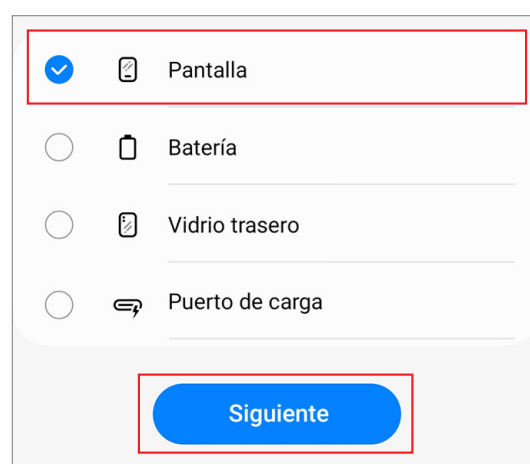 Pantalla
Batería
Vidrio trasero
Puerto de carga
Siguiente